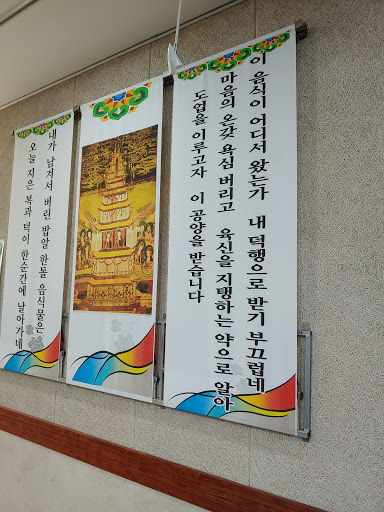 내가 남겨서 버린 밥알 한톨 음식물은
오늘 지은 복과 덕이 한순간에 날아가네
이 음식이 어디서 왔는가 내 덕행으로 받기 부끄럽네
마음의 온갖 욕심 버리고 육신을 지탱하는 약으로 알아
도업을 이루고자 이 공양을 받습니다